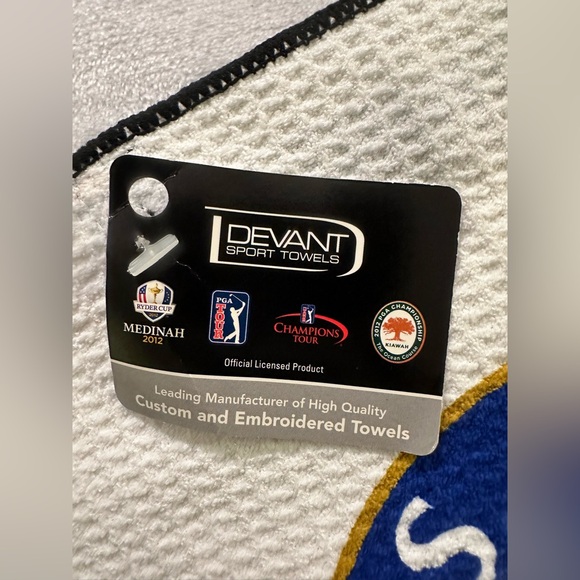 DEVANT
SPORT TOWELS
RYDER CUP
MEDINAH
2012
PGA TOUR
CHAMPIONS
TOUR
2012 PGA CHAMPIONSHIP
KIAWAH
The Ocean Course
Official Licensed Product
Leading Manufacturer of High Quality
Custom and Embroidered Towels
S